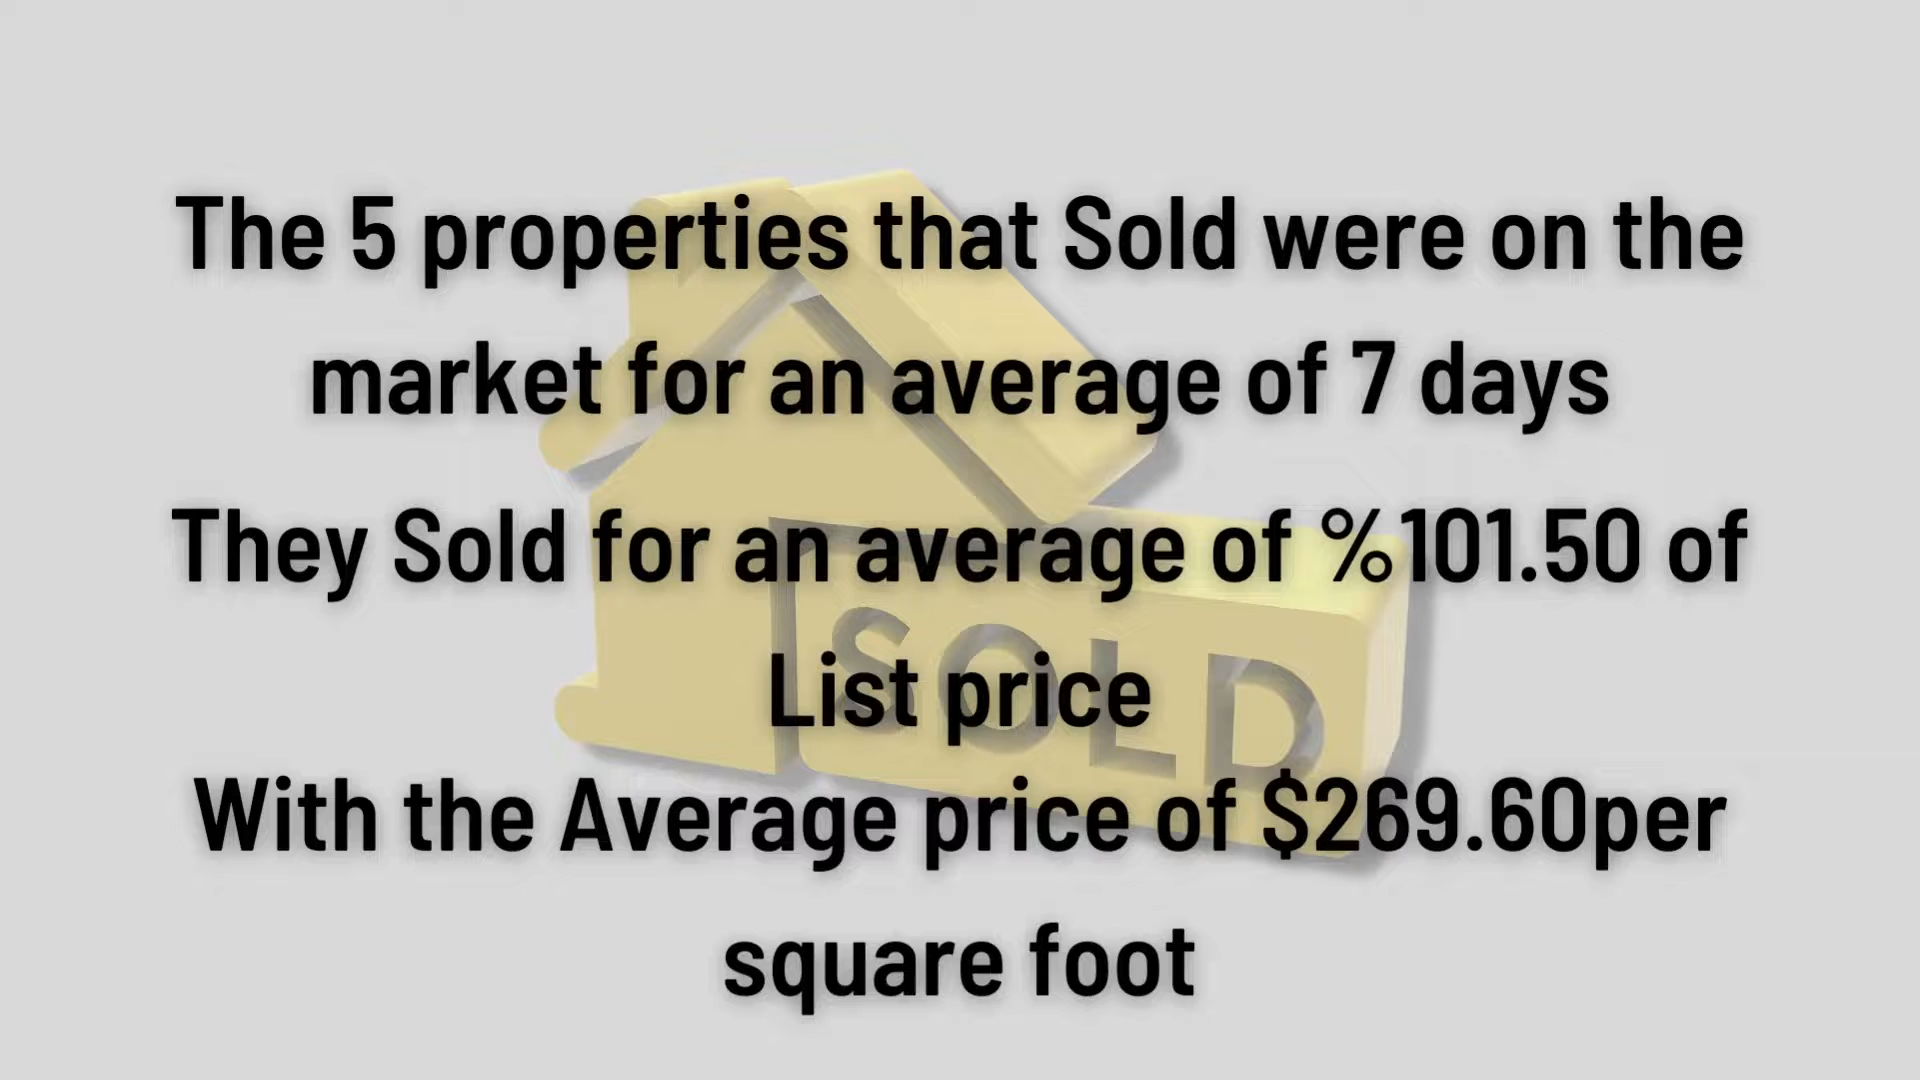 The 5 properties that Sold were on the
market for an average of 7 days
They Sold for an average of %101.50 of
List price
SOLD
With the Average price of $269.60per
square foot